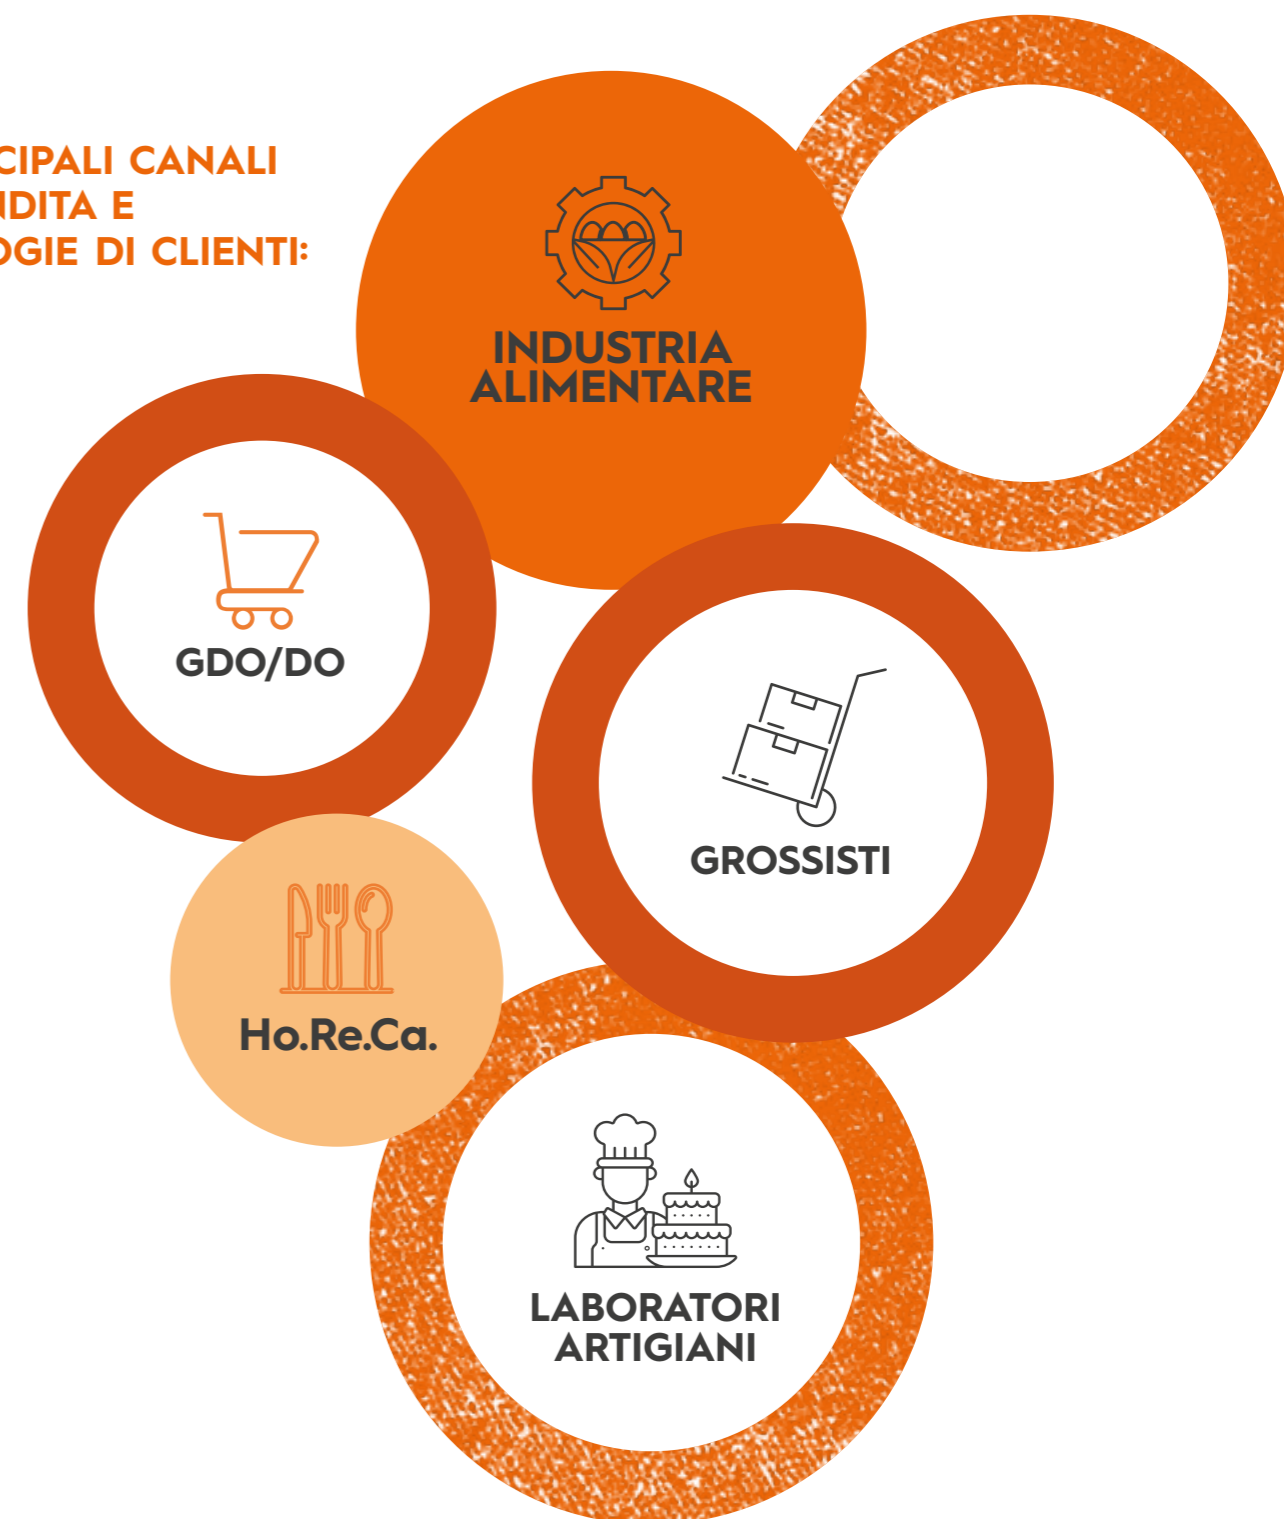 CIPALI CANALI
NDITA E
OGIE DI CLIENTI:
INDUSTRIA
ALIMENTARE
GDO/DO
GROSSISTI
Ho.Re.Ca.
LABORATORI
ARTIGIANI